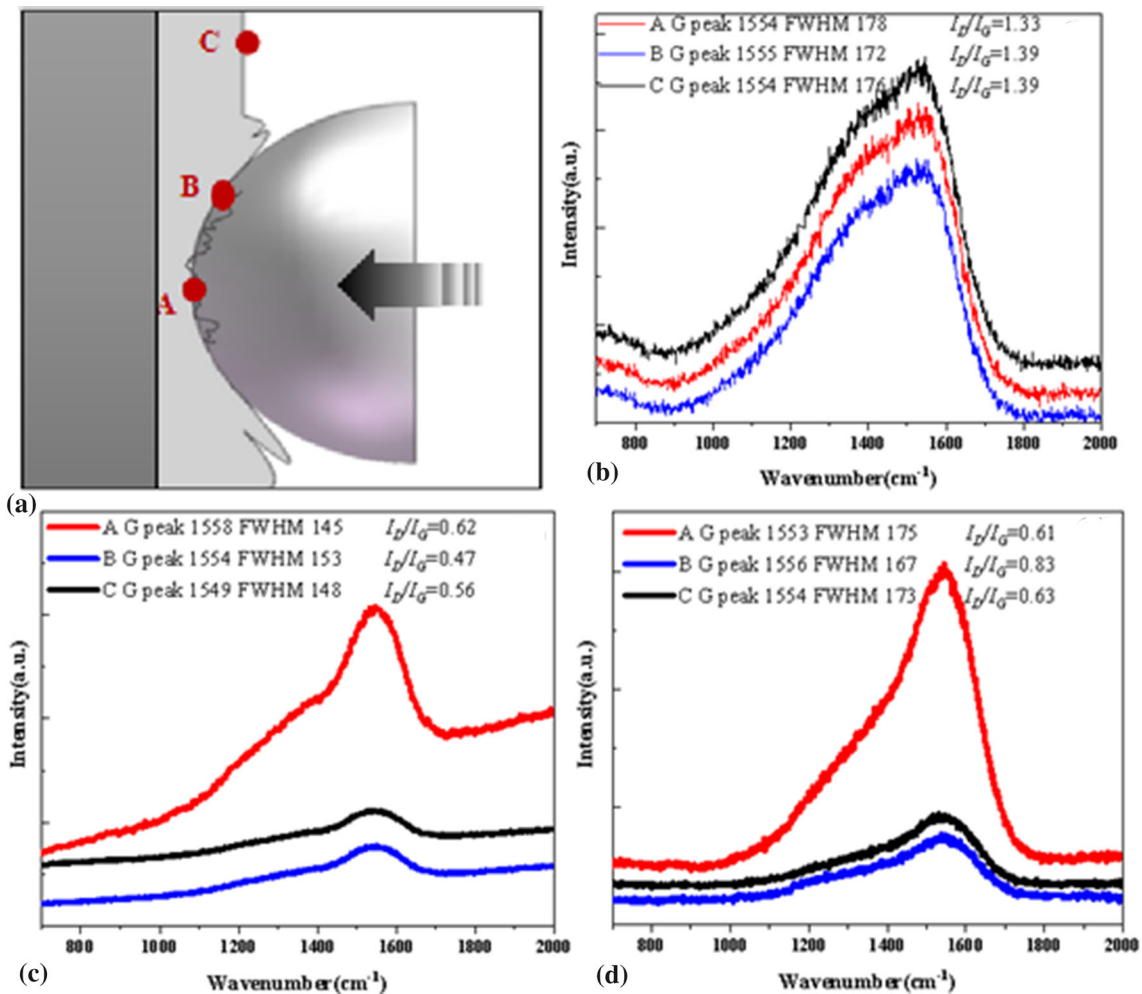 C
B
A
(a)
A G peak 1554 FWHM 178 I_D/I_G=1.33
B G peak 1555 FWHM 172 I_D/I_G=1.39
C G peak 1554 FWHM 176 I_D/I_G=1.39
Intensity(a.u.)
800 1000 1200 1400 1600 1800 2000
Wavenumber(cm⁻¹)
(b)
A G peak 1558 FWHM 145 I_D/I_G=0.62
B G peak 1554 FWHM 153 I_D/I_G=0.47
C G peak 1549 FWHM 148 I_D/I_G=0.56
Intensity(a.u.)
800 1000 1200 1400 1600 1800 2000
Wavenumber(cm⁻¹)
(c)
A G peak 1553 FWHM 175 I_D/I_G=0.61
B G peak 1556 FWHM 167 I_D/I_G=0.83
C G peak 1554 FWHM 173 I_D/I_G=0.63
Intensity(a.u.)
800 1000 1200 1400 1600 1800 2000
Wavenumber(cm⁻¹)
(d)